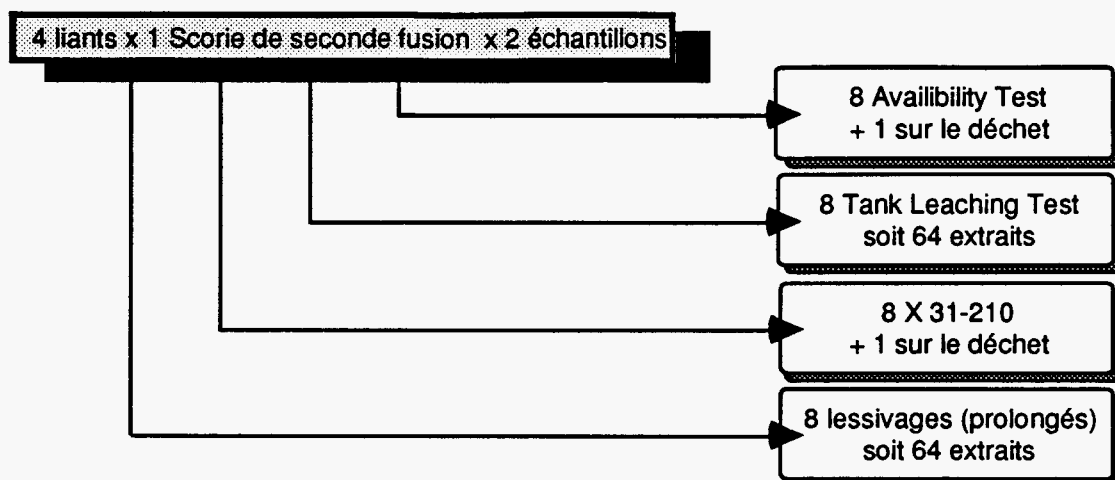 4 liants x 1 Scorie de seconde fusion x 2 échantillons
8 Availibility Test
+ 1 sur le déchet
8 Tank Leaching Test
soit 64 extraits
8 X 31-210
+ 1 sur le déchet
8 lessivages (prolongés)
soit 64 extraits